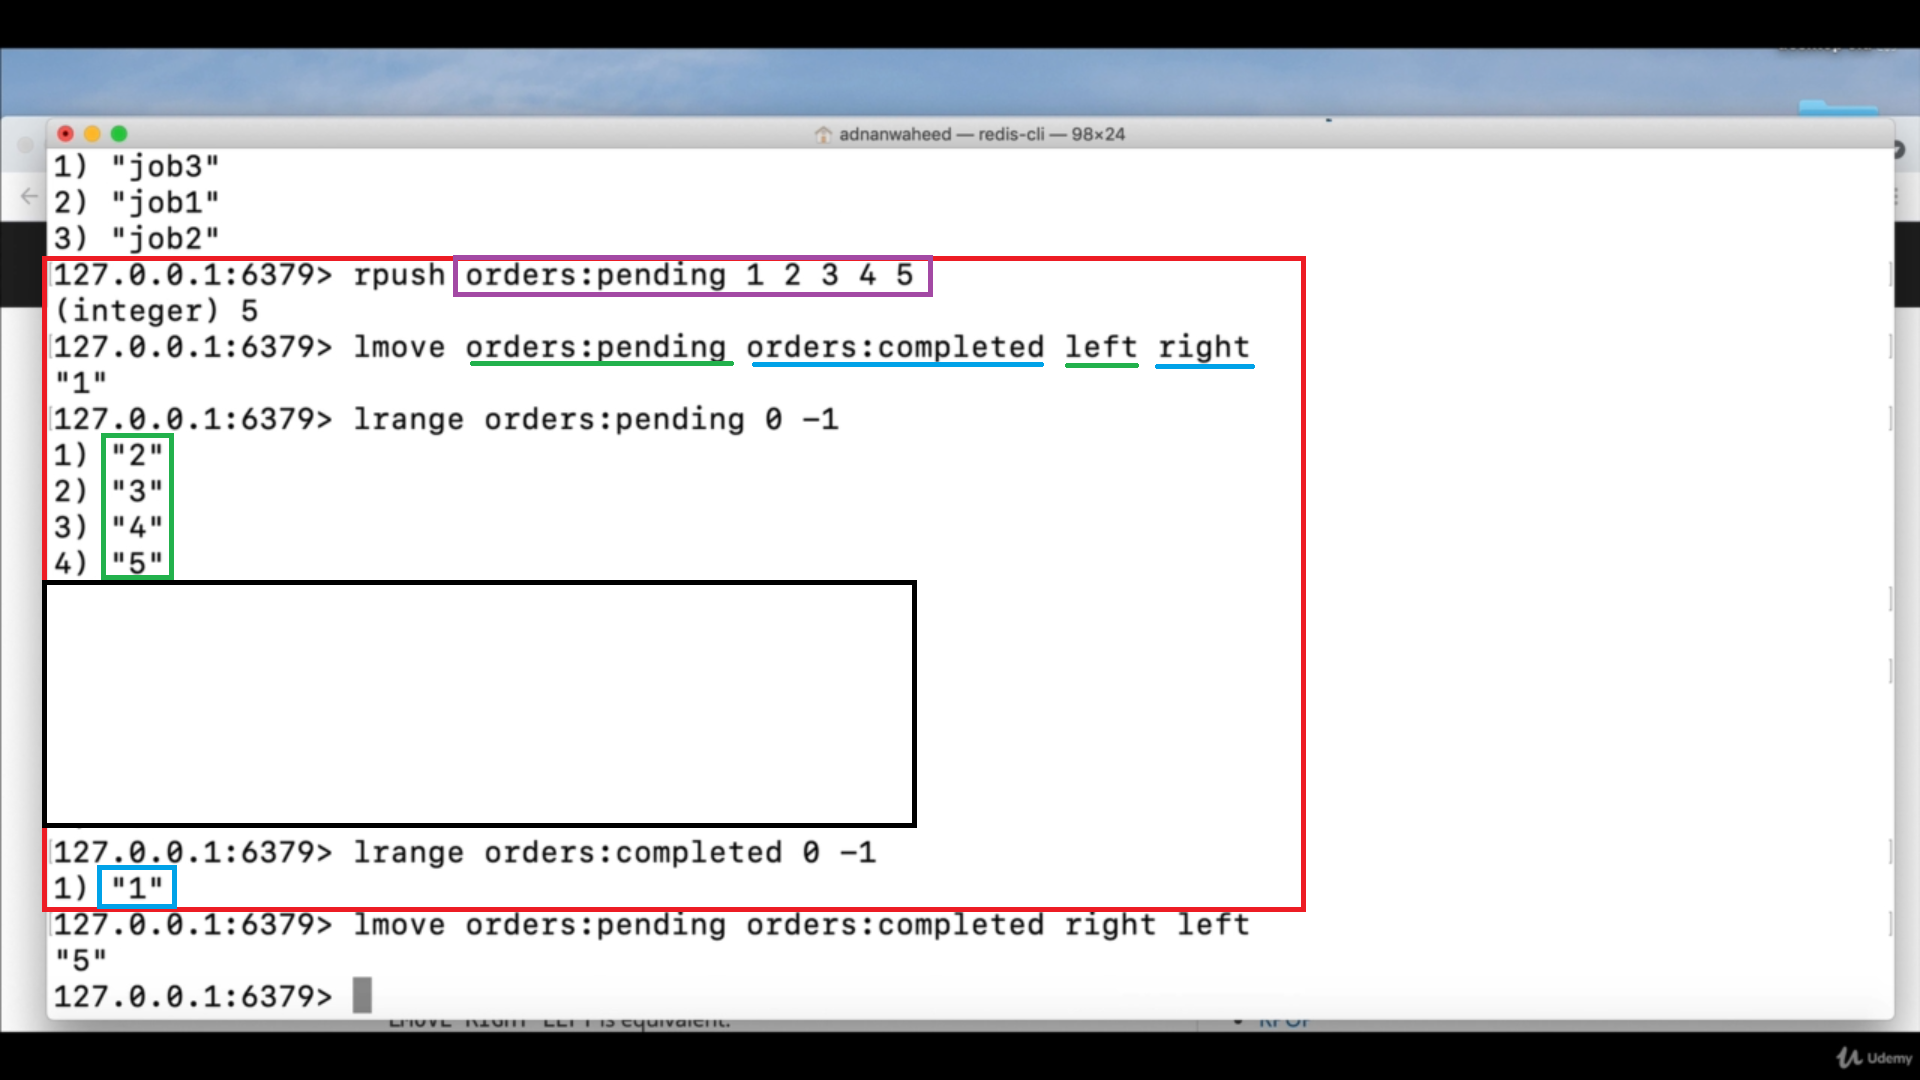 adnanwaheed — redis-cli — 98×24
1) "job3"
2) "job1"
3) "job2"
127.0.0.1:6379> rpush orders:pending 1 2 3 4 5
(integer) 5
127.0.0.1:6379> lmove orders:pending orders:completed left right
"1"
127.0.0.1:6379> lrange orders:pending 0 -1
1) "2"
2) "3"
3) "4"
4) "5"
127.0.0.1:6379> lrange orders:completed 0 -1
1) "1"
127.0.0.1:6379> lmove orders:pending orders:completed right left
"5"
127.0.0.1:6379>
LMOVE RIGHT LEFT is equivalent.
RPOP
Udemy